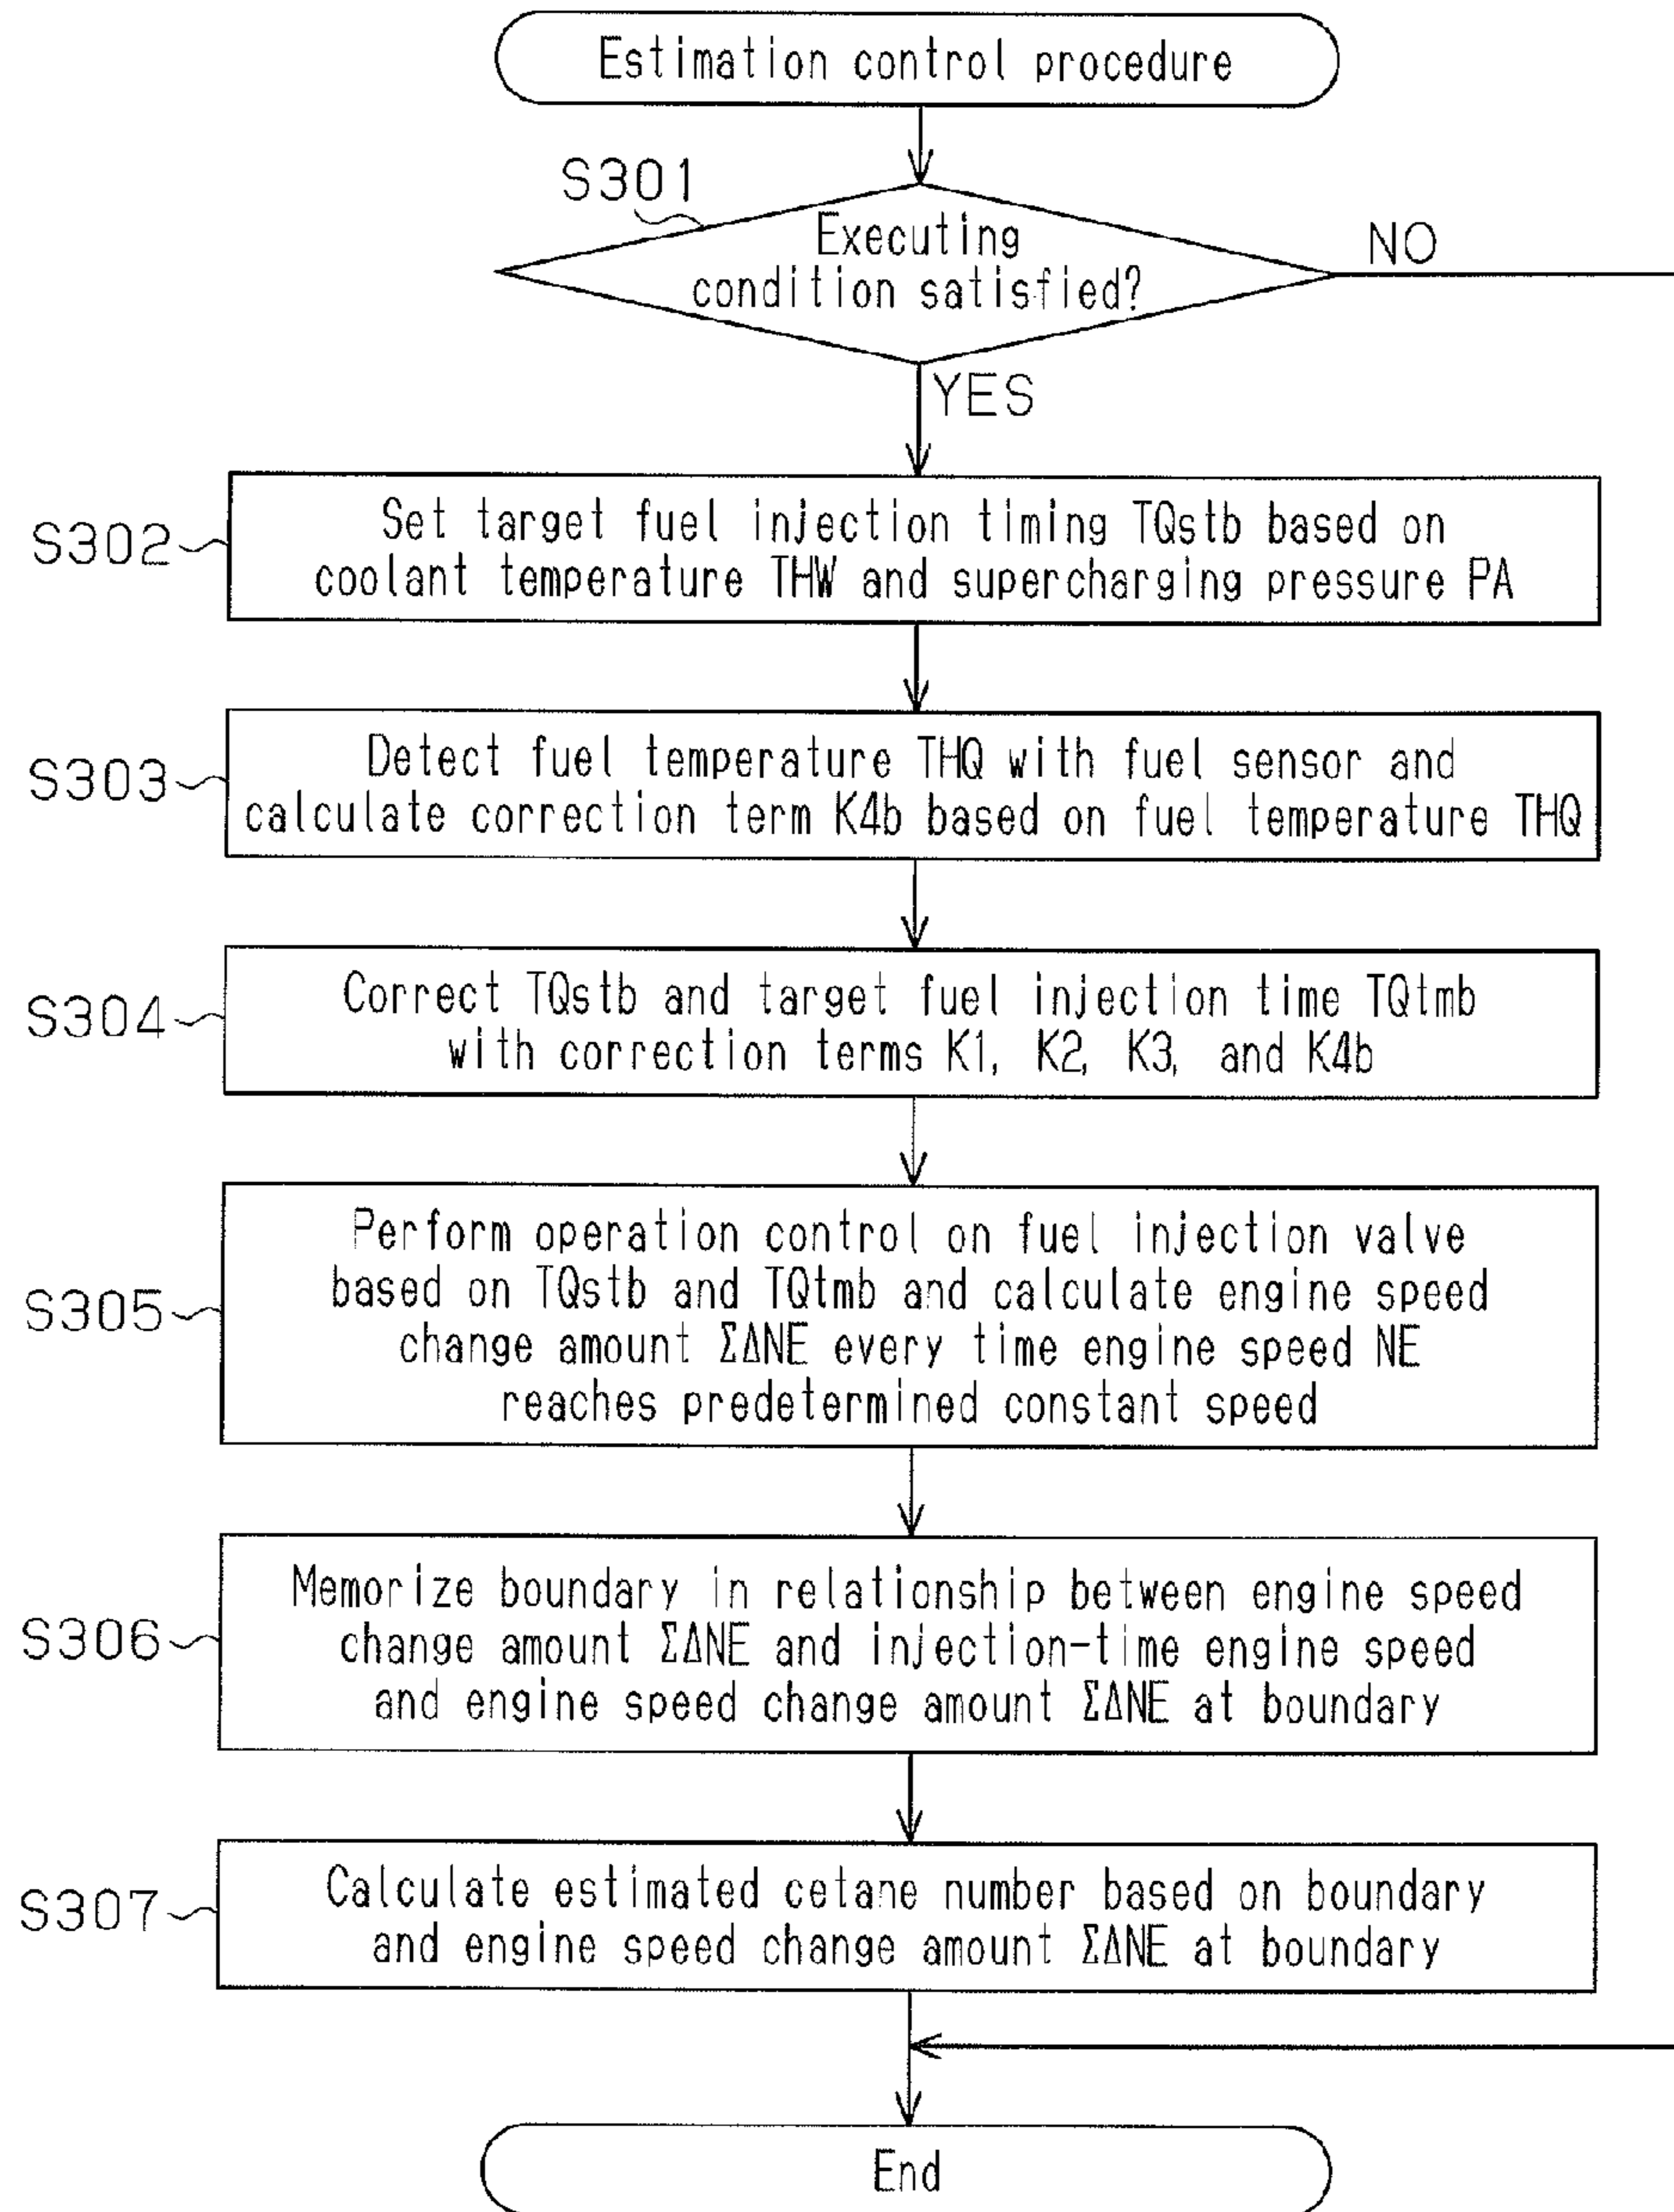 Estimation control procedure
S301
Executing
condition satisfied?
NO
YES
S302
Set target fuel injection timing TQstb based on
coolant temperature THW and supercharging pressure PA
S303
Detect fuel temperature THQ with fuel sensor and
calculate correction term K4b based on fuel temperature THQ
S304
Correct TQstb and target fuel injection time TQtmb
with correction terms K1, K2, K3, and K4b
S305
Perform operation control on fuel injection valve
based on TQstb and TQtmb and calculate engine speed
change amount ΣΔNE every time engine speed NE
reaches predetermined constant speed
S306
Memorize boundary in relationship between engine speed
change amount ΣΔNE and injection-time engine speed
and engine speed change amount ΣΔNE at boundary
S307
Calculate estimated cetane number based on boundary
and engine speed change amount ΣΔNE at boundary
End